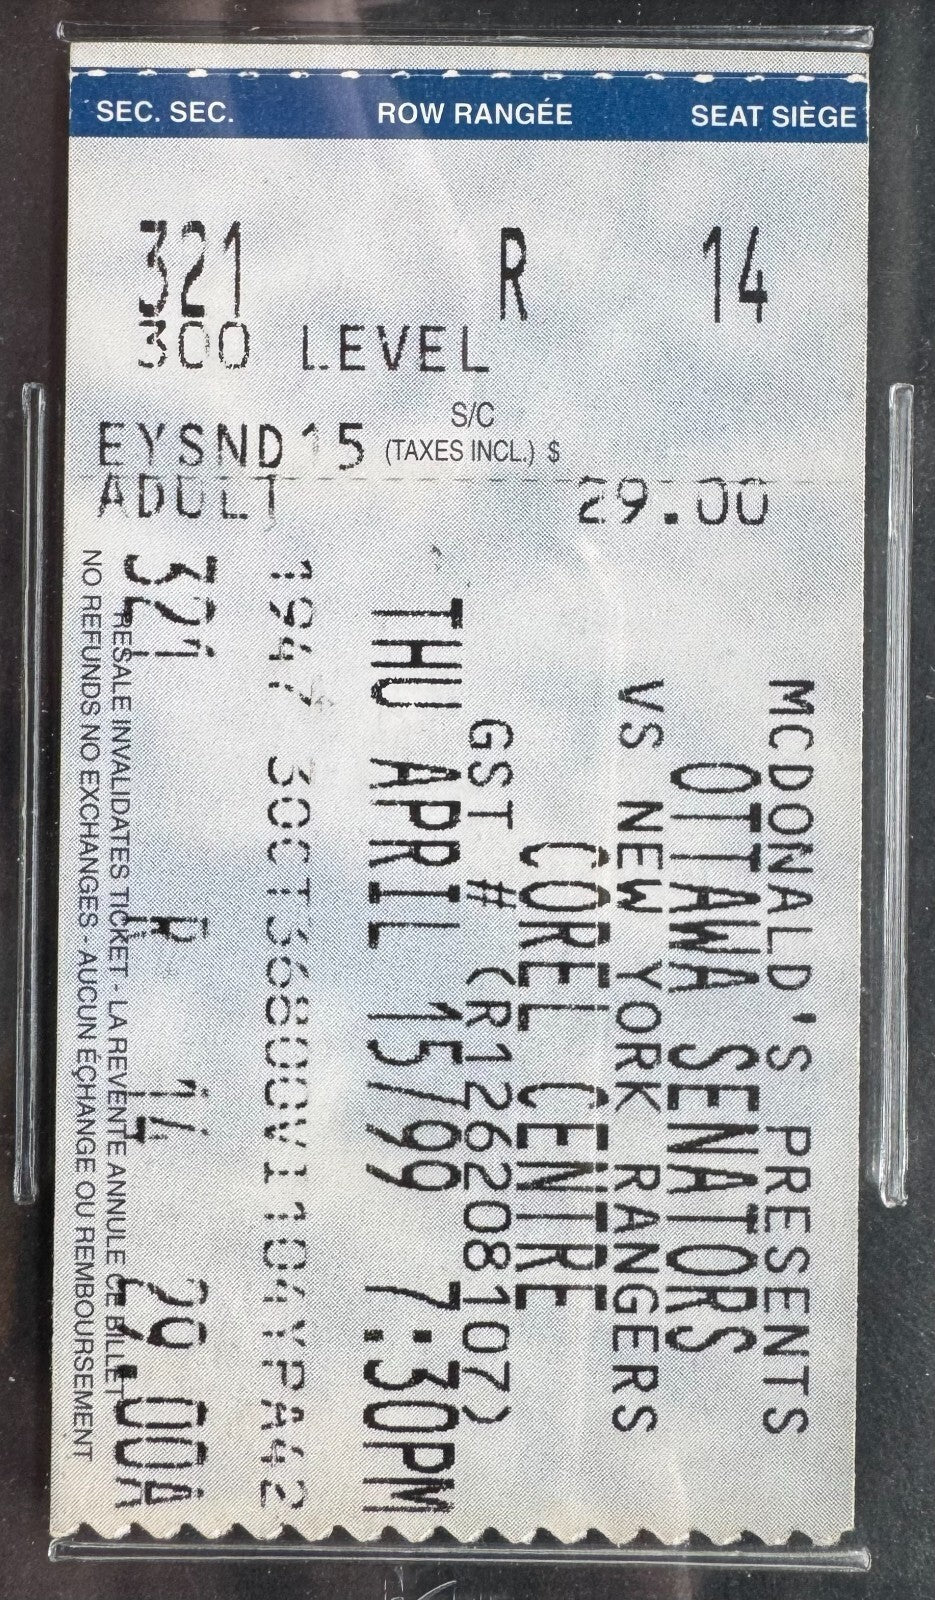 SEC. SEC. ROW RANGÉE SEAT SIÈGE
321 R 14
300 LEVEL
S/C
EYSND15 (TAXES INCL.) $
ADULT 29.00
MCDONALD'S PRESENTS
OTTAWA SENATORS
VS NEW YORK RANGERS
COREL CENTRE
GST # (R126208107)
THU APRIL 15/99 7:30PM
321 R 14 29.00A
RESALE INVALIDATES TICKET - LA REVENTE ANNULE CE BILLET
NO REFUNDS NO EXCHANGES - AUCUN ÉCHANGE OU REMBOURSEMENT